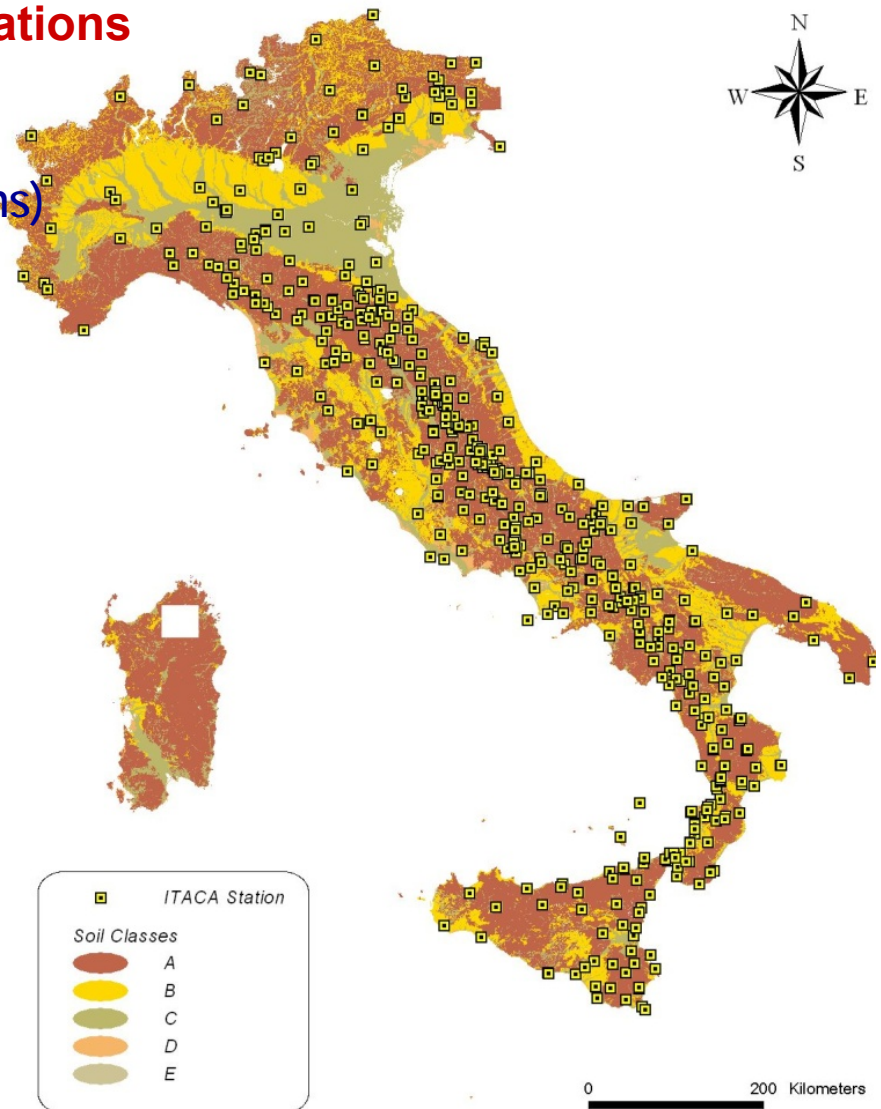 ations
ns)
N
W E
S
ITACA Station
Soil Classes
A
B
C
D
E
0 200 Kilometers